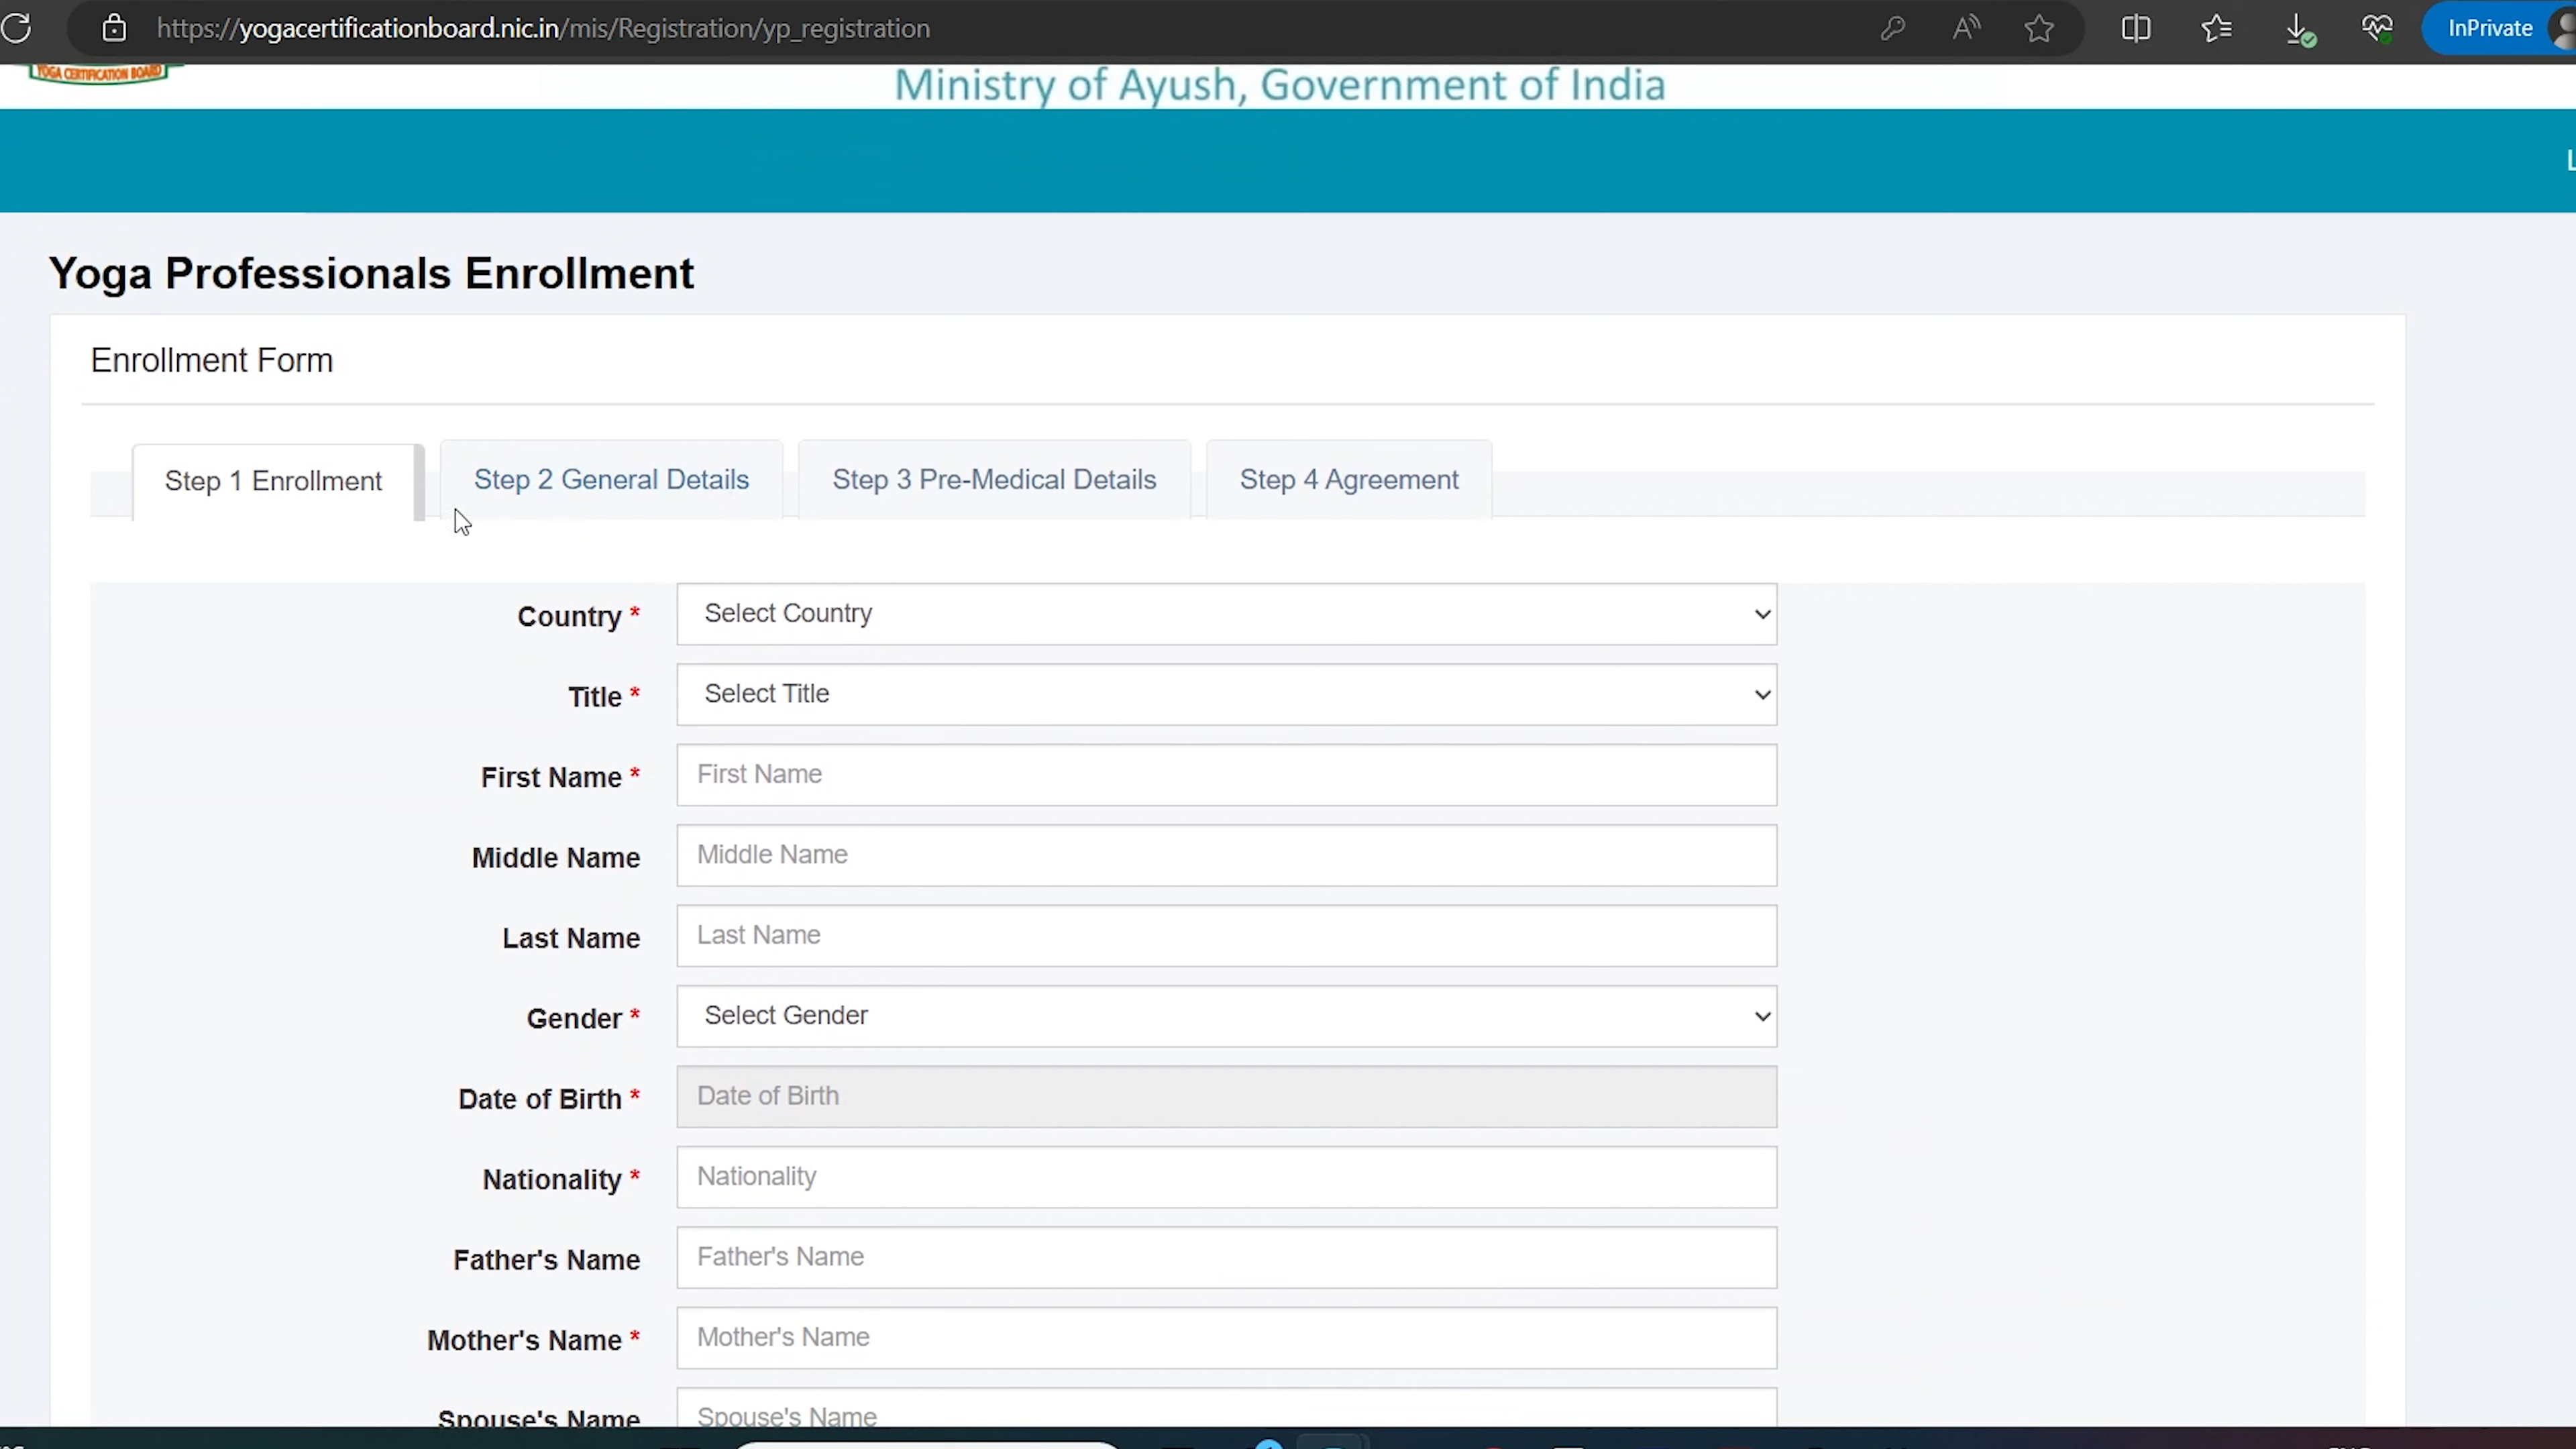 https://yogacertificationboard.nic.in/mis/Registration/yp_registration
InPrivate
YOGA CERTIFICATION BOARD
Ministry of Ayush, Government of India
Yoga Professionals Enrollment
Enrollment Form
Step 1 Enrollment
Step 2 General Details
Step 3 Pre-Medical Details
Step 4 Agreement
Country * Select Country
Title * Select Title
First Name * First Name
Middle Name Middle Name
Last Name Last Name
Gender * Select Gender
Date of Birth * Date of Birth
Nationality * Nationality
Father's Name Father's Name
Mother's Name * Mother's Name
Spouse's Name Spouse's Name